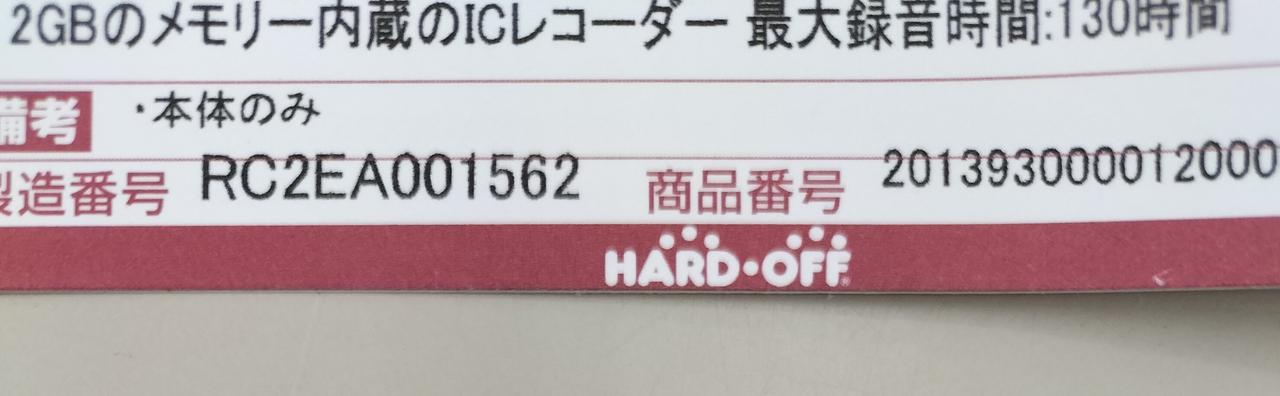 2GBのメモリー内蔵のICレコーダー 最大録音時間:130時間
備考 ・本体のみ
製造番号 RC2EA001562 商品番号 2013930000012000
HARD・OFF